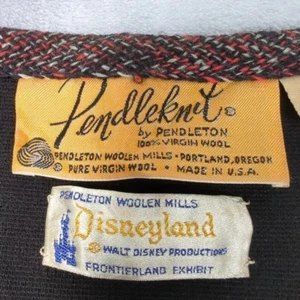 Pendleknit®
by PENDLETON
100% VIRGIN WOOL
PENDLETON WOOLEN MILLS · PORTLAND, OREGON
® PURE VIRGIN WOOL • MADE IN U.S.A.
PENDLETON WOOLEN MILLS
Disneyland
© WALT DISNEY PRODUCTIONS
FRONTIERLAND EXHIBIT